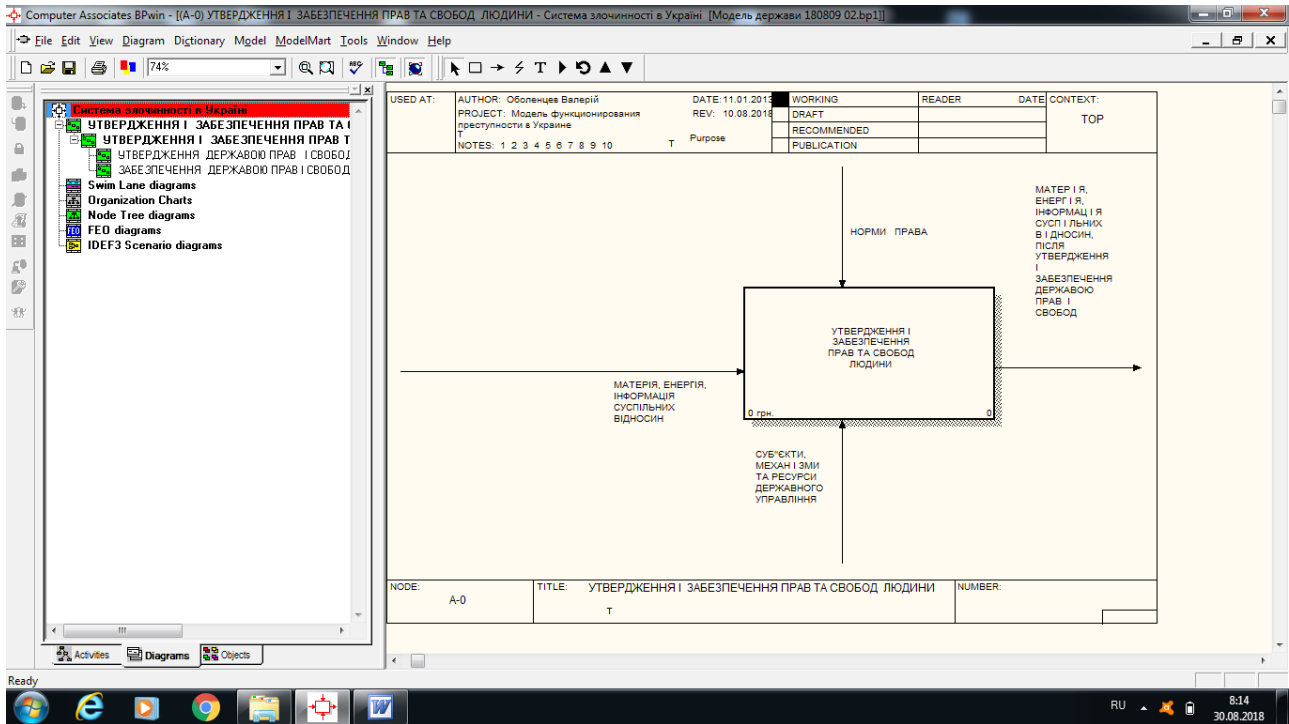 Computer Associates BPwin - [(A-0) УТВЕРДЖЕННЯ І ЗАБЕЗПЕЧЕННЯ ПРАВ ТА СВОБОД ЛЮДИНИ - Система злочинності в Україні [Модель держави 180809 02.bp1]]
File Edit View Diagram Dictionary Model ModelMart Tools Window Help
74%
ABC
T
Система злочинності в Україні
УТВЕРДЖЕННЯ І ЗАБЕЗПЕЧЕННЯ ПРАВ ТА
УТВЕРДЖЕННЯ І ЗАБЕЗПЕЧЕННЯ ПРАВ Т
УТВЕРДЖЕННЯ ДЕРЖАВОЮ ПРАВ І СВОБОД
ЗАБЕЗПЕЧЕННЯ ДЕРЖАВОЮ ПРАВ І СВОБОД
Swim Lane diagrams
Organization Charts
Node Tree diagrams
FEO FEO diagrams
IDEF3 Scenario diagrams
Activities Diagrams Objects
USED AT:
AUTHOR: Оболенцев Валерій
DATE: 11.01.2013
PROJECT: Модель функционирования
преступности в Украине
REV: 10.08.2018
T
NOTES: 1 2 3 4 5 6 7 8 9 10
T Purpose
WORKING
DRAFT
RECOMMENDED
PUBLICATION
READER DATE
CONTEXT:
TOP
НОРМИ ПРАВА
МАТЕР І Я,
ЕНЕРГ І Я,
ІНФОРМАЦ І Я
СУСП І ЛЬНИХ
В І ДНОСИН,
ПІСЛЯ
УТВЕРДЖЕННЯ
І
ЗАБЕЗПЕЧЕННЯ
ДЕРЖАВОЮ
ПРАВ І
СВОБОД
УТВЕРДЖЕННЯ І
ЗАБЕЗПЕЧЕННЯ
ПРАВ ТА СВОБОД
ЛЮДИНИ
0 грн. 0
МАТЕРІЯ, ЕНЕРГІЯ,
ІНФОРМАЦІЯ
СУСПІЛЬНИХ
ВІДНОСИН
СУБ"ЄКТИ,
МЕХАН І ЗМИ
ТА РЕСУРСИ
ДЕРЖАВНОГО
УПРАВЛІННЯ
NODE:
A-0
TITLE: УТВЕРДЖЕННЯ І ЗАБЕЗПЕЧЕННЯ ПРАВ ТА СВОБОД ЛЮДИНИ
T
NUMBER:
Ready
RU
8:14
30.08.2018